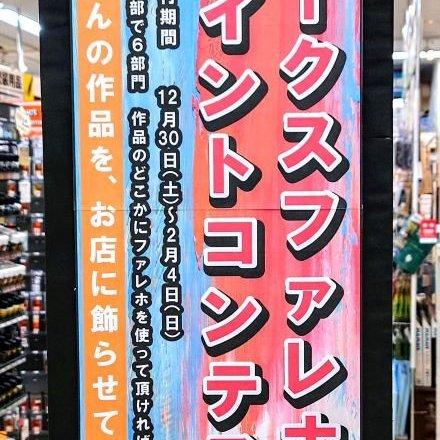 ークスファレホ
イントコンテ
付期間 12月30日(土)～2月4日(日)
部で6部門 作品のどこかにファレホを使って頂ければ
んの作品を、お店に飾らせて